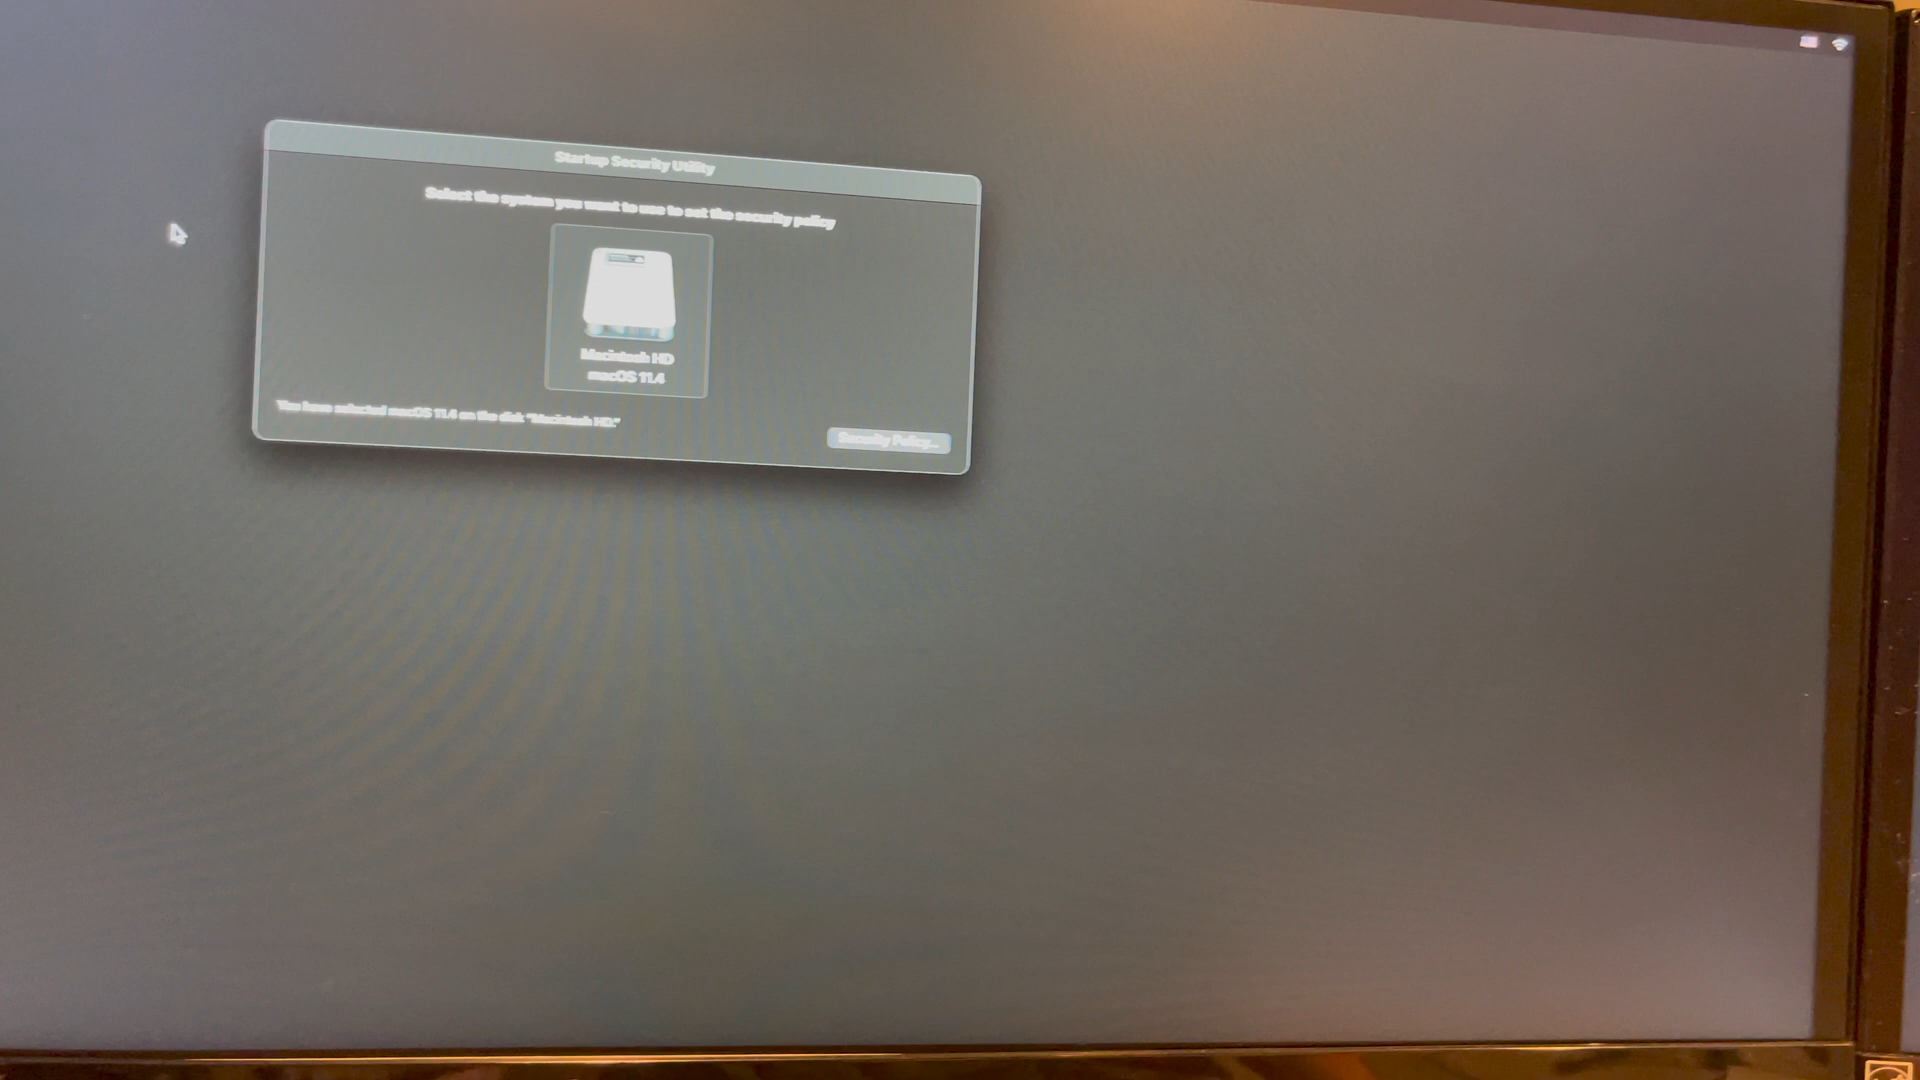 Startup Security Utility
Select the system you want to use to set the security policy
Macintosh HD
macOS 11.4
You have selected macOS 11.4 on the disk "Macintosh HD."
Security Policy...